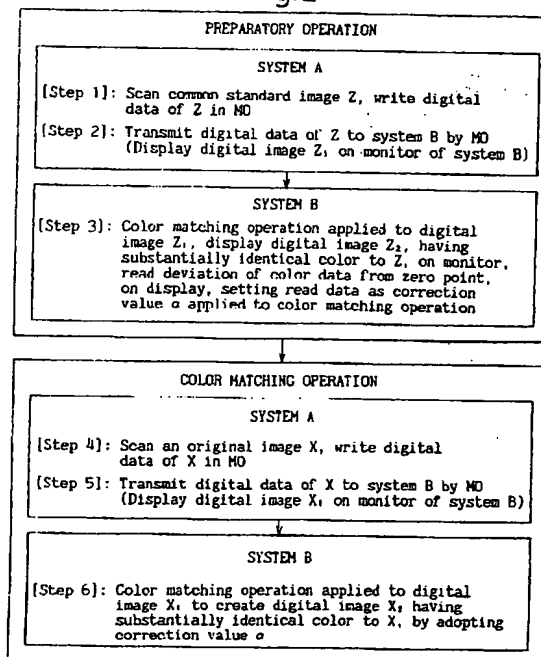 PREPARATORY OPERATION
SYSTEM A
[Step 1]: Scan common standard image Z, write digital
data of Z in MO
[Step 2]: Transmit digital data of Z to system B by MO
(Display digital image Z₁ on monitor of system B)
SYSTEM B
[Step 3]: Color matching operation applied to digital
image Z₁, display digital image Z₂, having
substantially identical color to Z, on monitor,
read deviation of color data from zero point,
on display, setting read data as correction
value α applied to color matching operation
COLOR MATCHING OPERATION
SYSTEM A
[Step 4]: Scan an original image X, write digital
data of X in MO
[Step 5]: Transmit digital data of X to system B by MO
(Display digital image X₁ on monitor of system B)
SYSTEM B
[Step 6]: Color matching operation applied to digital
image X₁ to create digital image X₂ having
substantially identical color to X, by adopting
correction value α